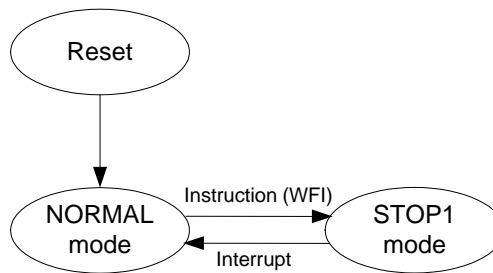 Reset
Instruction (WFI)
NORMAL
mode
STOP1
mode
Interrupt